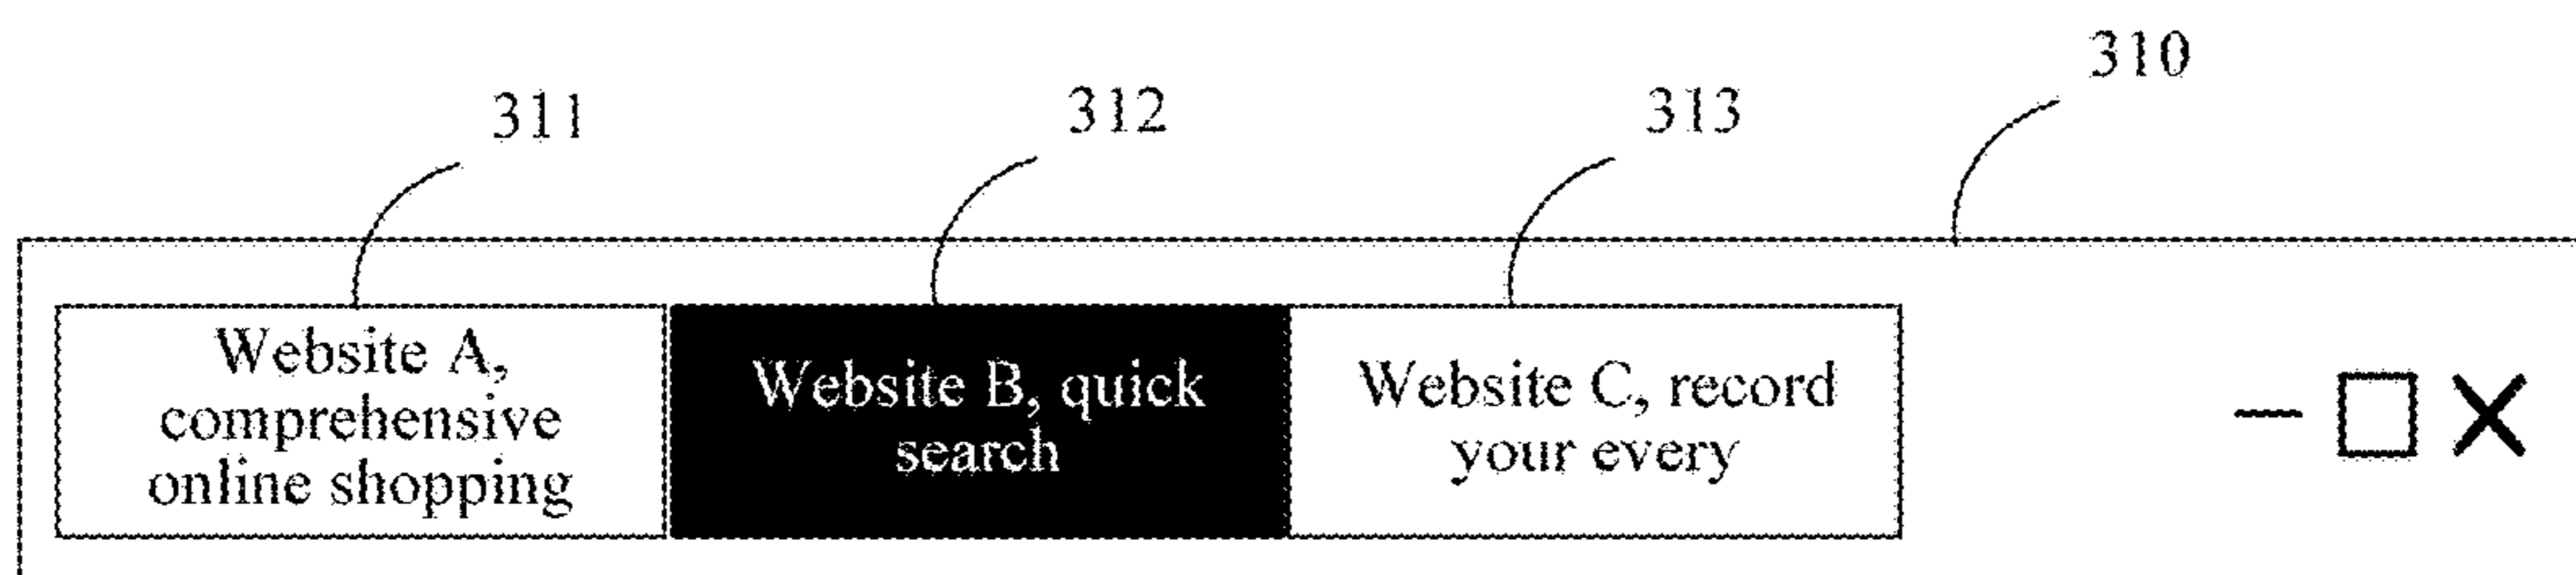 310
311
312
313
Website A,
comprehensive
online shopping
Website B, quick
search
Website C, record
your every